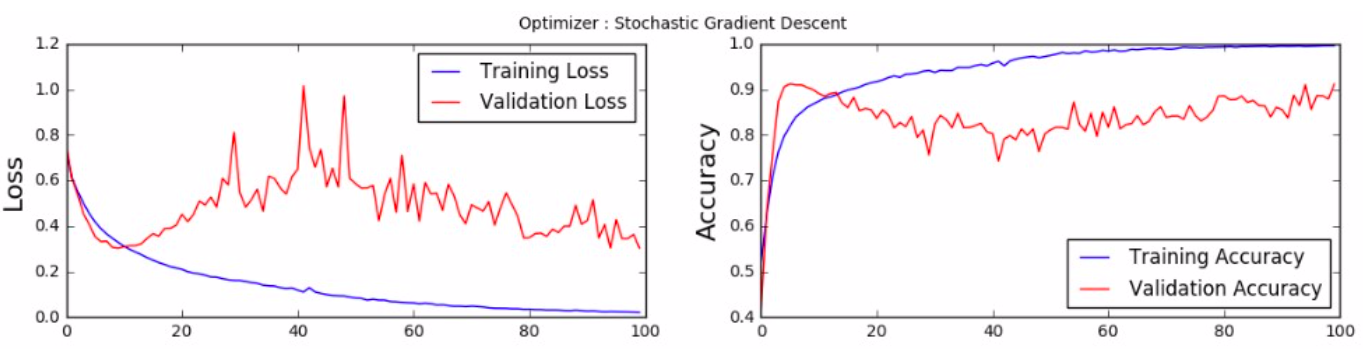 Optimizer : Stochastic Gradient Descent
Loss
1.2
1.0
0.8
0.6
0.4
0.2
0.0
0 20 40 60 80 100
Training Loss
Validation Loss
Accuracy
1.0
0.9
0.8
0.7
0.6
0.5
0.4
0 20 40 60 80 100
Training Accuracy
Validation Accuracy